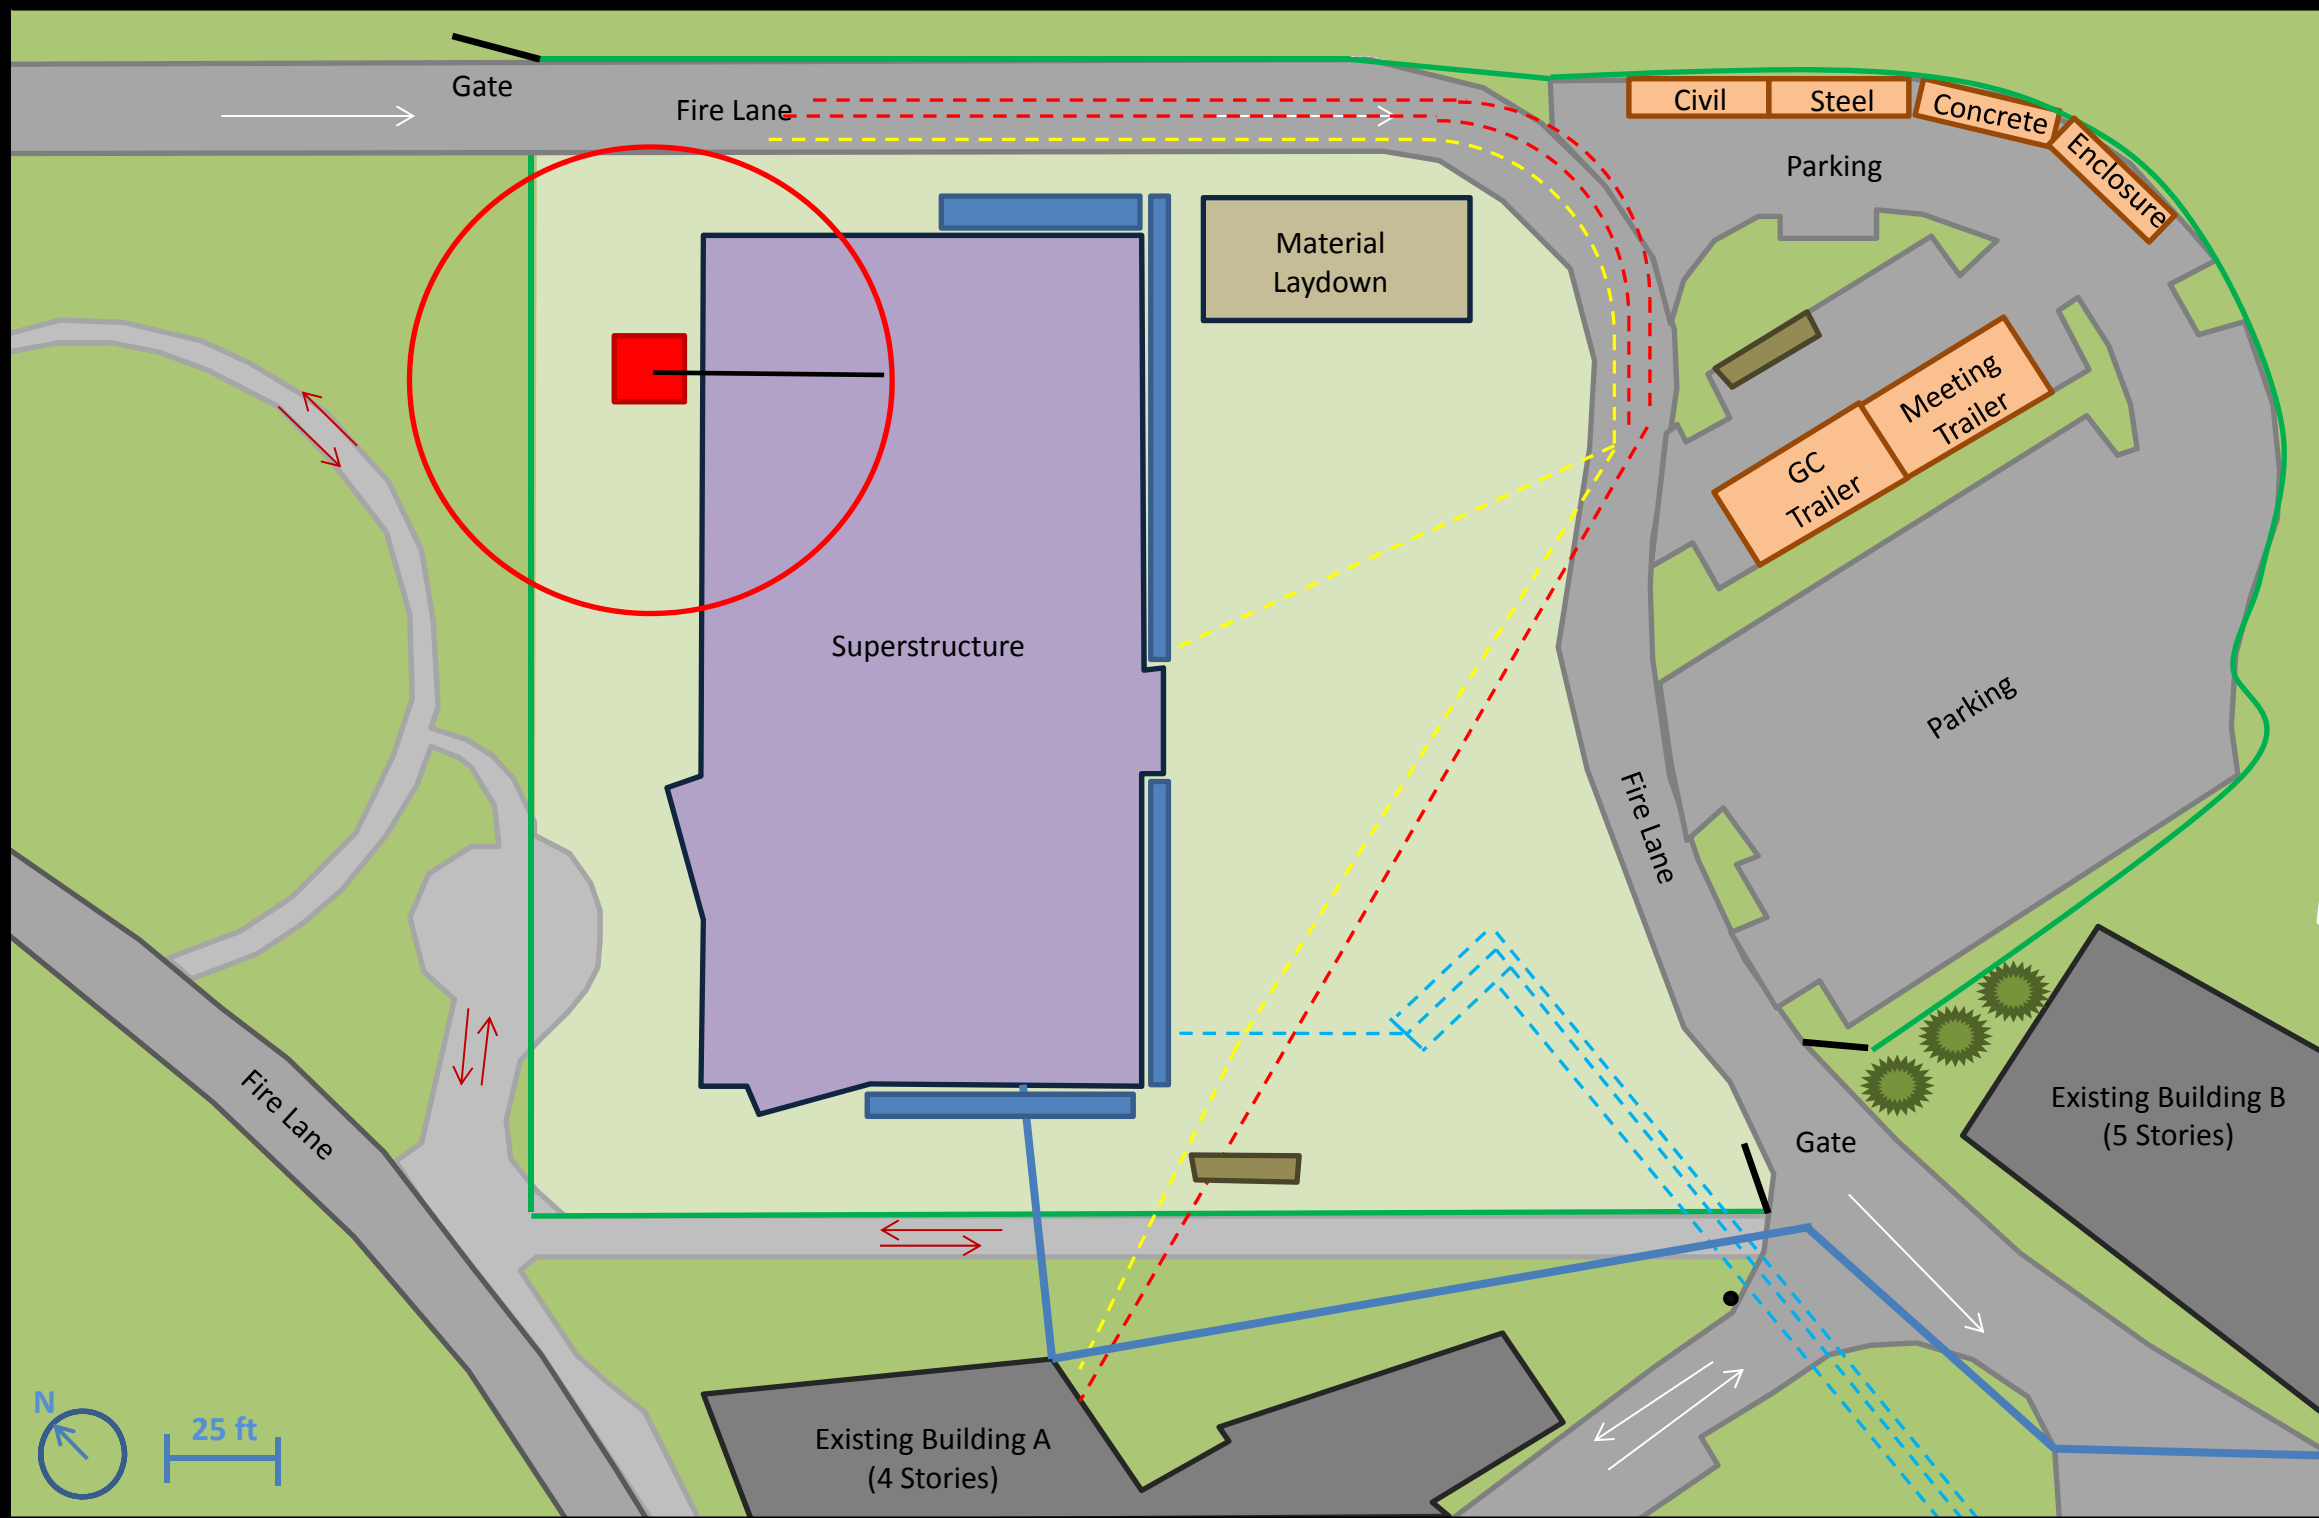 Gate
Fire Lane
Civil
Steel
Concrete
Enclosure
Parking
Material
Laydown
Meeting
Trailer
GC
Trailer
Superstructure
Parking
Fire Lane
Fire Lane
Gate
Existing Building B
(5 Stories)
N
25 ft
Existing Building A
(4 Stories)